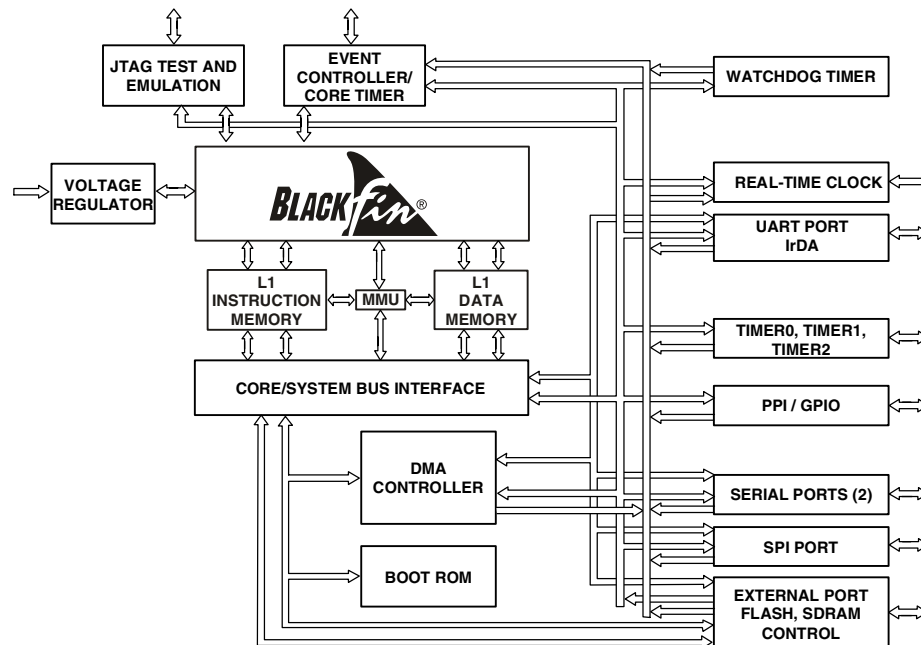 JTAG TEST AND
EMULATION
EVENT
CONTROLLER/
CORE TIMER
WATCHDOG TIMER
VOLTAGE
REGULATOR
BLACKfin®
REAL-TIME CLOCK
UART PORT
IrDA
L1
INSTRUCTION
MEMORY
MMU
L1
DATA
MEMORY
TIMER0, TIMER1,
TIMER2
CORE/SYSTEM BUS INTERFACE
PPI / GPIO
DMA
CONTROLLER
SERIAL PORTS (2)
SPI PORT
BOOT ROM
EXTERNAL PORT
FLASH, SDRAM
CONTROL